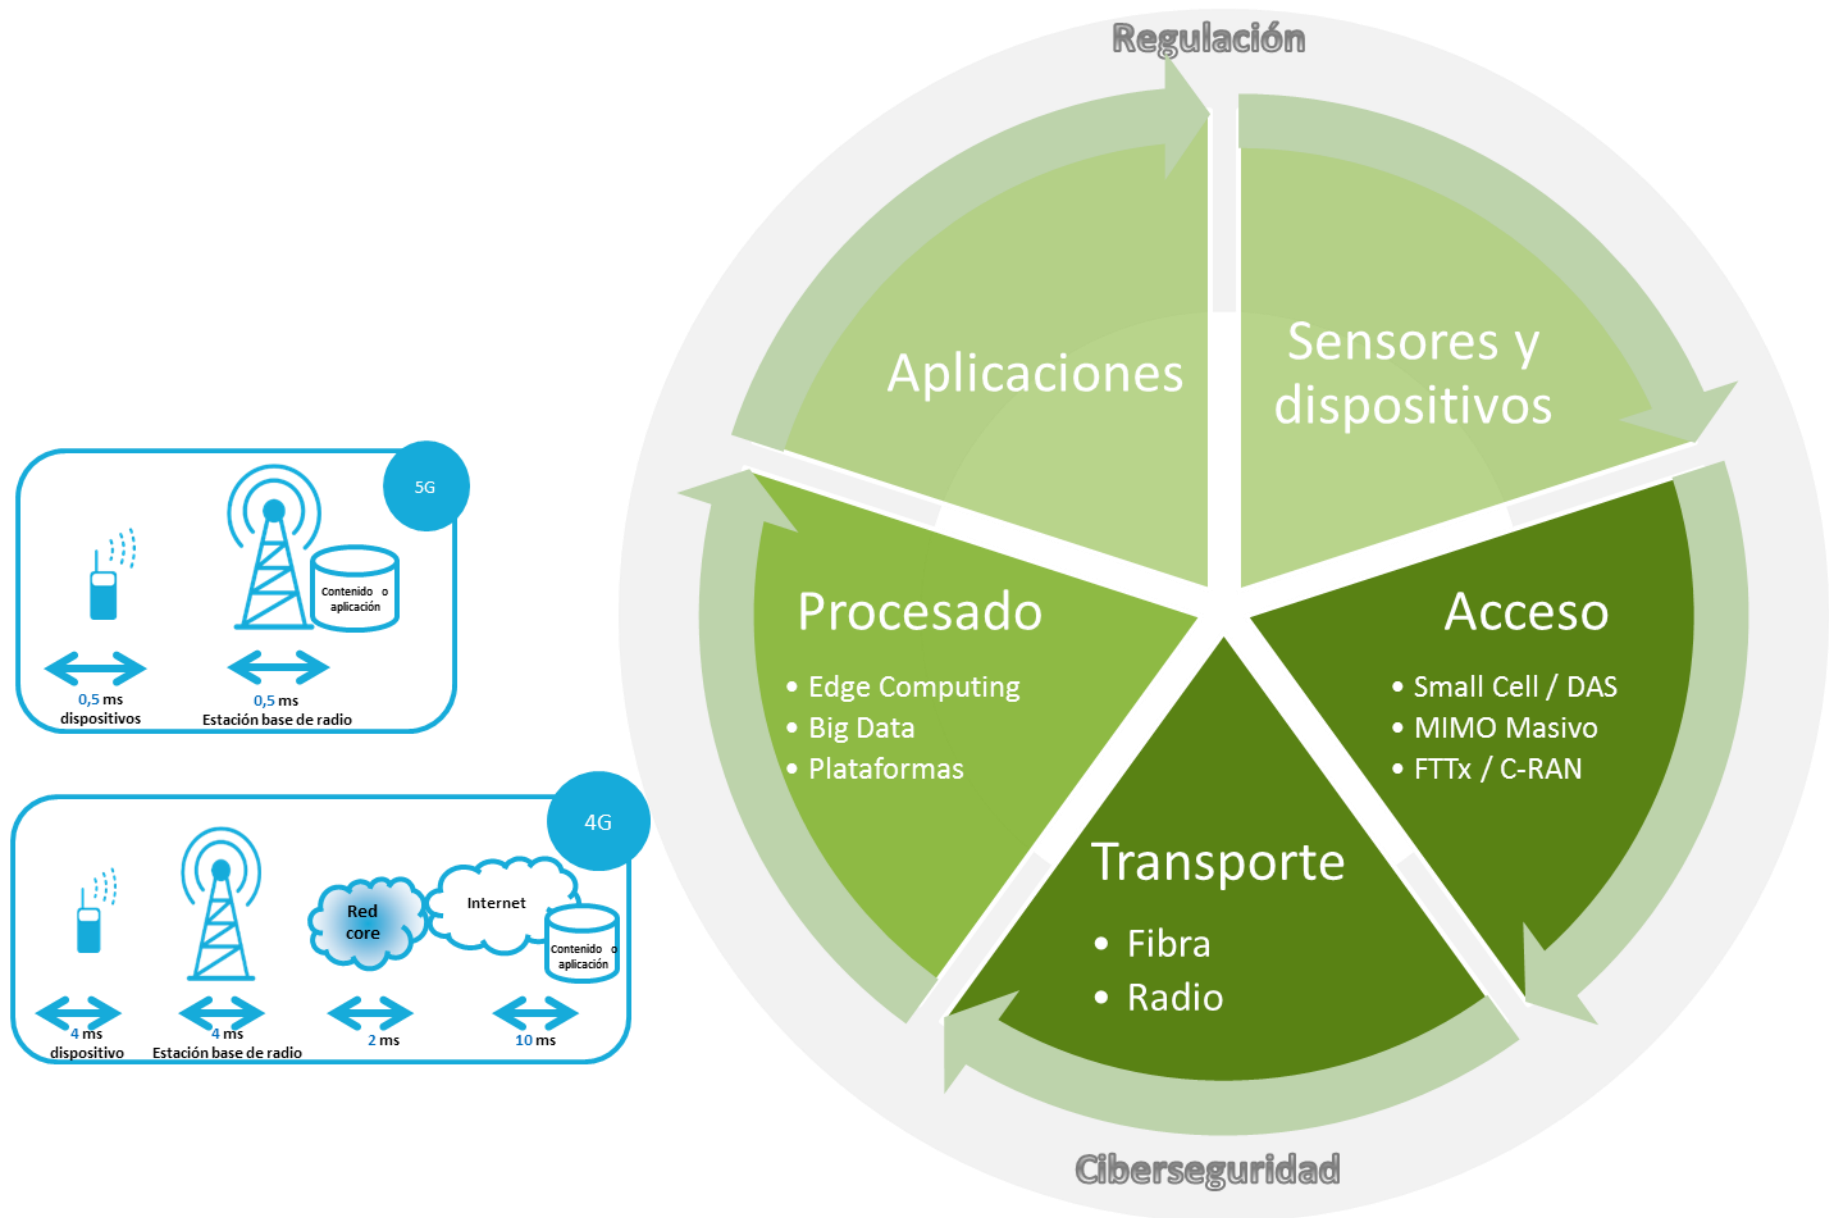 Regulación
Aplicaciones
Sensores y
dispositivos
Procesado
• Edge Computing
• Big Data
• Plataformas
Acceso
• Small Cell / DAS
• MIMO Masivo
• FTTx / C-RAN
Transporte
• Fibra
• Radio
Ciberseguridad
5G
Contenido o
aplicación
0,5 ms
dispositivos
0,5 ms
Estación base de radio
4G
Red
core
Internet
Contenido o
aplicación
4 ms
dispositivo
4 ms
Estación base de radio
2 ms
10 ms